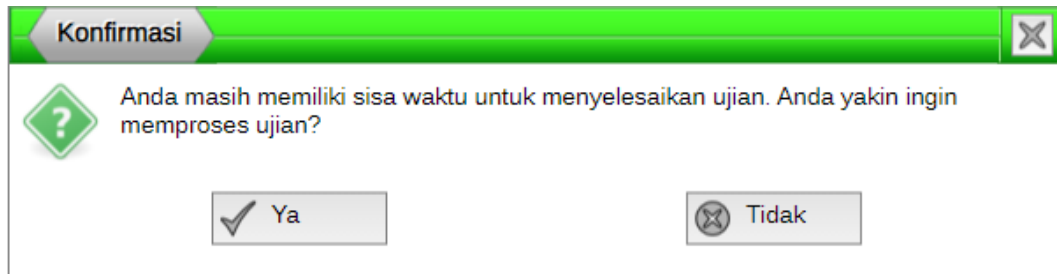 Konfirmasi
Anda masih memiliki sisa waktu untuk menyelesaikan ujian. Anda yakin ingin
memproses ujian?
Ya
Tidak